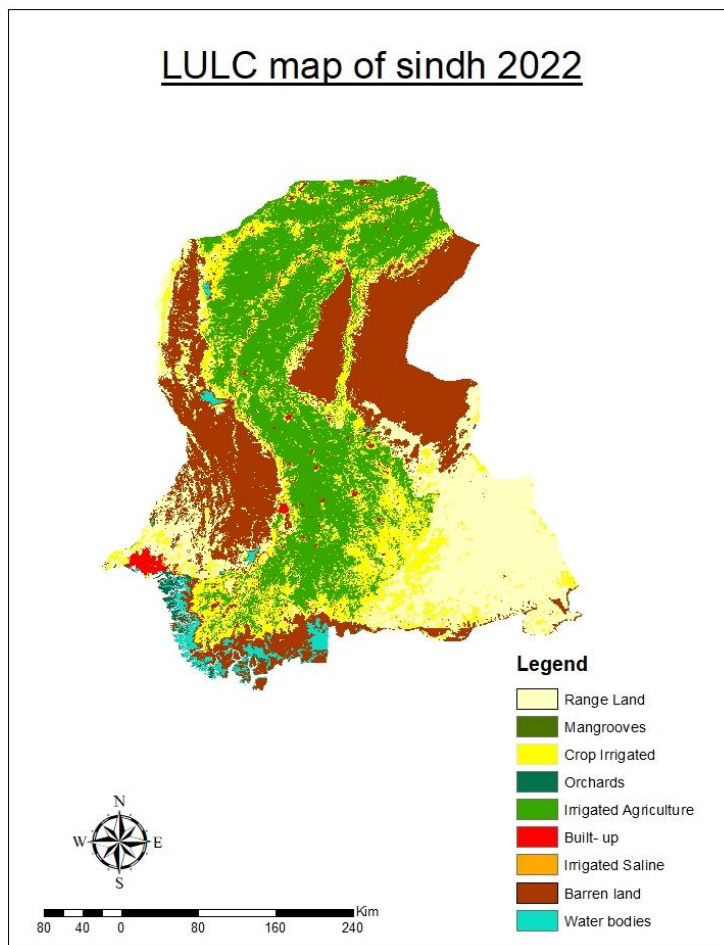 LULC map of sindh 2022
Legend
Range Land
Mangrooves
Crop Irrigated
Orchards
Irrigated Agriculture
Built- up
Irrigated Saline
Barren land
Water bodies
N
W E
S
Kim
80 40 0 80 160 240